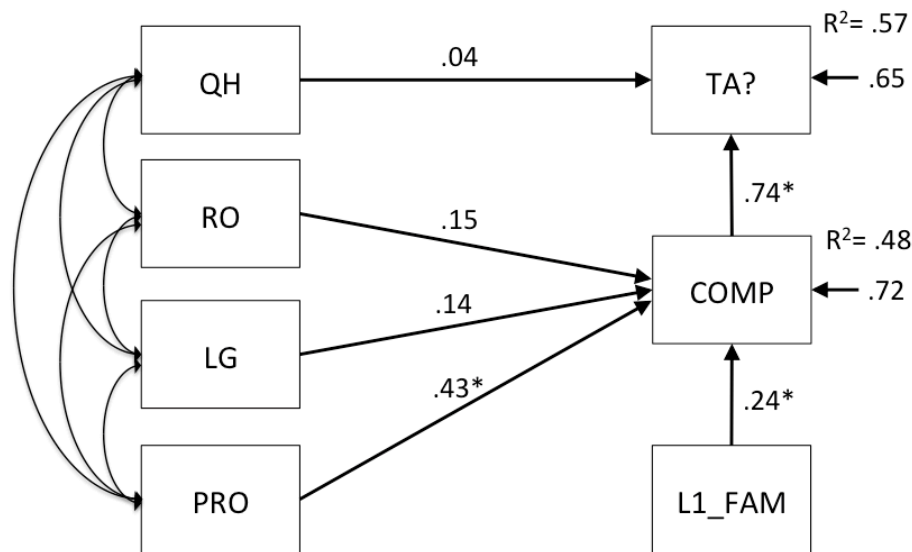 R²= .57
QH
.04
TA?
.65
.74*
RO
.15
R²= .48
COMP
.72
.14
LG
.43*
.24*
PRO
L1_FAM